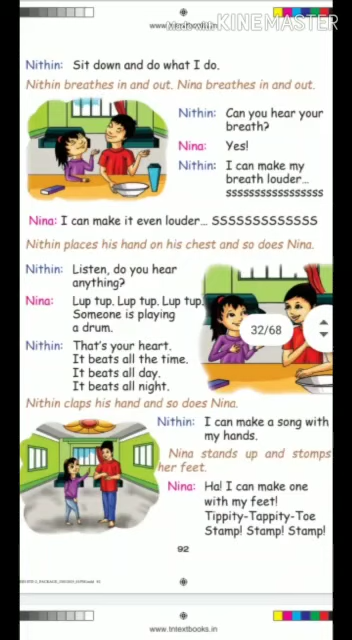 www.tntextbooks.in
KINEMASTER
Nithin: Sit down and do what I do.
Nithin breathes in and out. Nina breathes in and out.
Nithin: Can you hear your
breath?
Nina: Yes!
Nithin: I can make my
breath louder...
sssssssssssssssss
Nina: I can make it even louder... SSSSSSSSSSSSS
Nithin places his hand on his chest and so does Nina.
Nithin: Listen, do you hear
anything?
Nina: Lup tup. Lup tup. Lup tup.
Someone is playing
a drum.
32/68
Nithin: That's your heart.
It beats all the time.
It beats all day.
It beats all night.
Nithin claps his hand and so does Nina.
Nithin: I can make a song with
my hands.
Nina stands up and stomps
her feet.
Nina: Ha! I can make one
with my feet!
Tippity-Tappity-Toe
Stamp! Stamp! Stamp!
92
www.tntextbooks.in